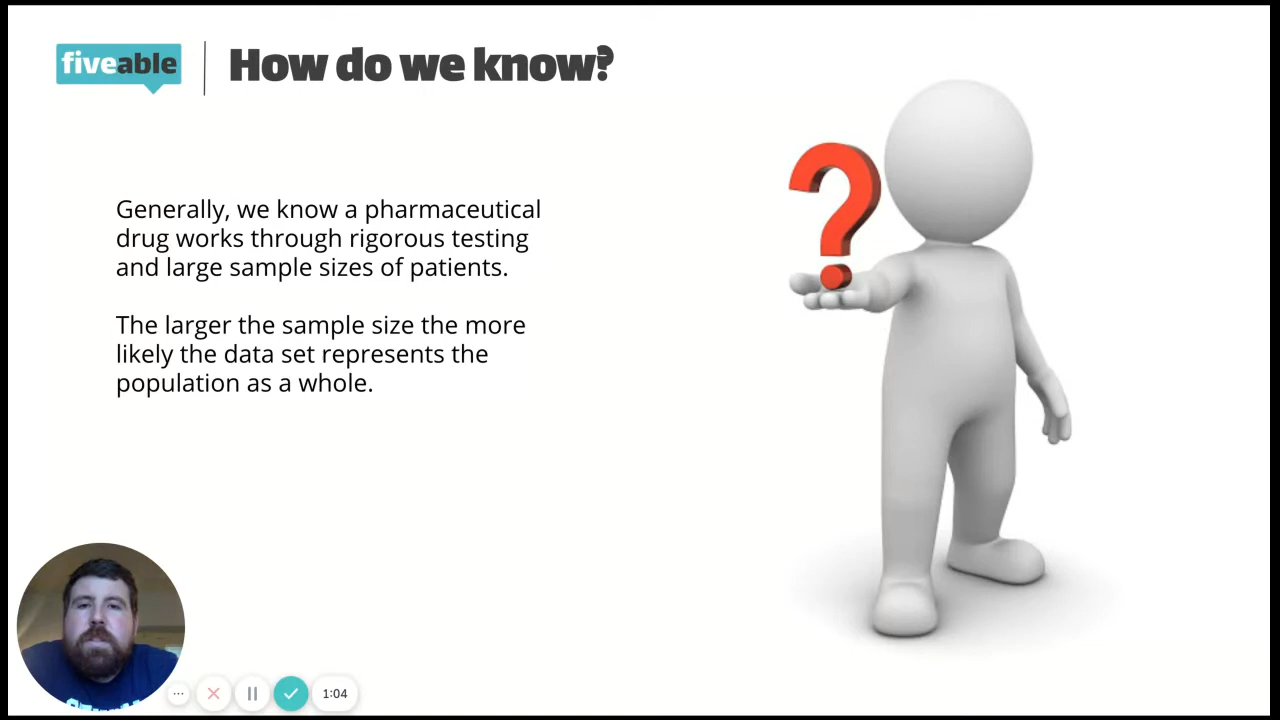 fiveable
How do we know?
Generally, we know a pharmaceutical
drug works through rigorous testing
and large sample sizes of patients.
The larger the sample size the more
likely the data set represents the
population as a whole.
1:04